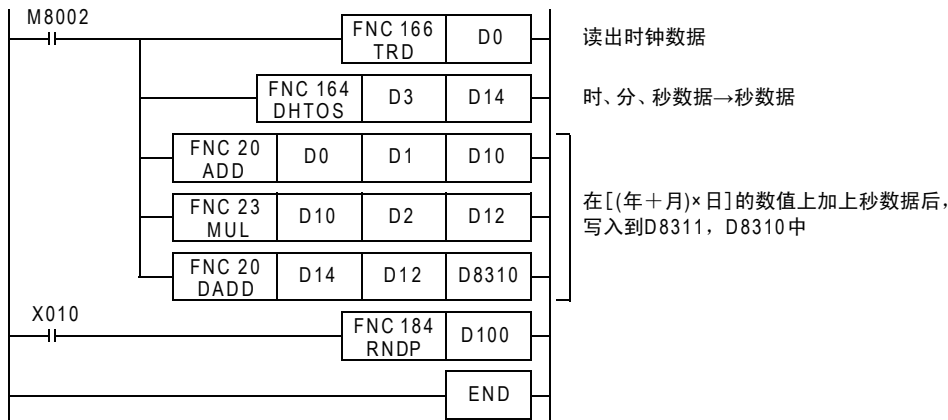 M8002
FNC 166 TRD D0 读出时钟数据
FNC 164 DHTOS D3 D14 时、分、秒数据→秒数据
FNC 20 ADD D0 D1 D10
FNC 23 MUL D10 D2 D12
在[(年＋月)×日]的数值上加上秒数据后，
写入到D8311，D8310中
FNC 20 DADD D14 D12 D8310
X010
FNC 184 RNDP D100
END